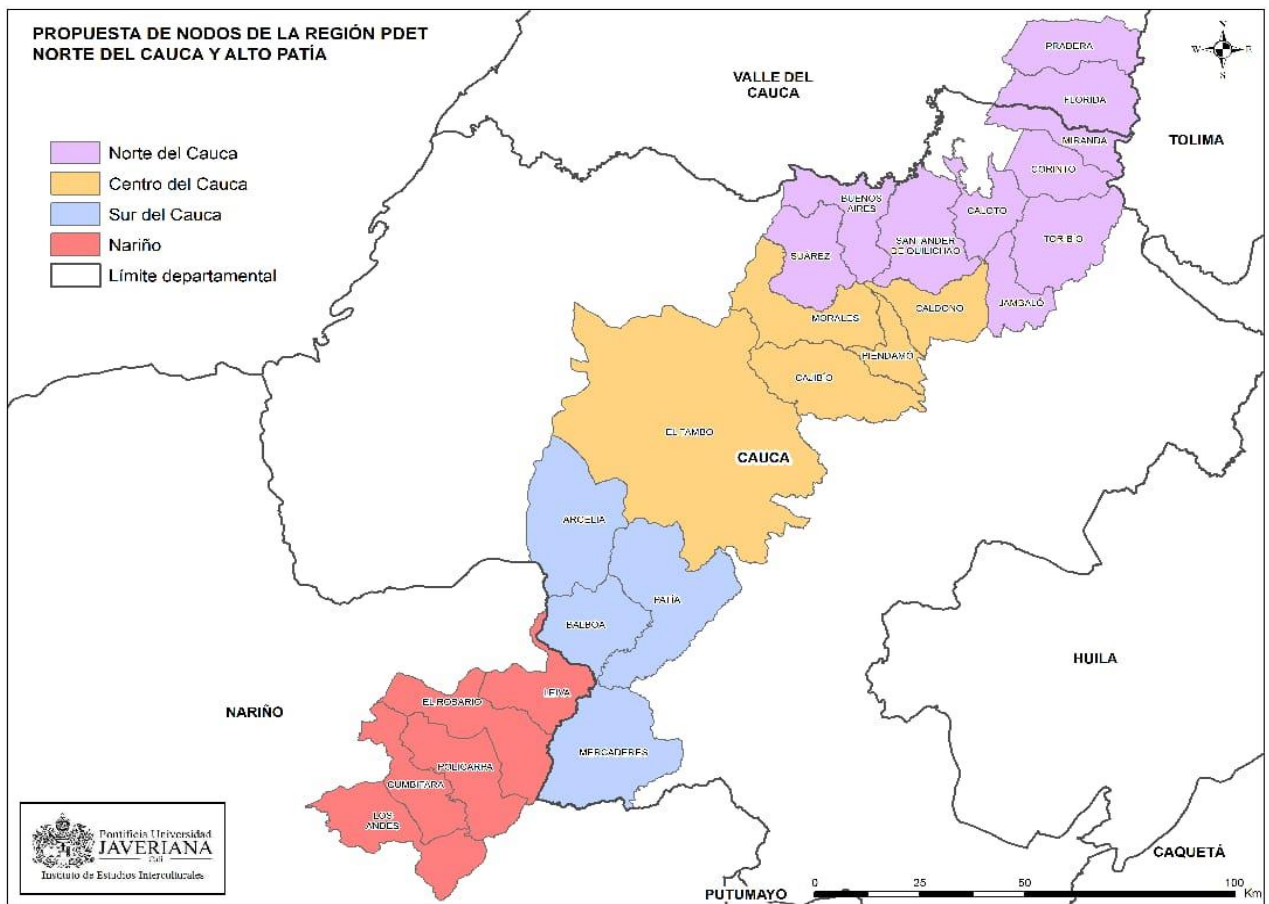 PROPUESTA DE NODOS DE LA REGIÓN PDET
NORTE DEL CAUCA Y ALTO PATÍA
Norte del Cauca
Centro del Cauca
Sur del Cauca
Nariño
Límite departamental
N
W
E
S
VALLE DEL
CAUCA
TOLIMA
PRADERA
FLORIDA
MIRANDA
CORINTO
BUENOS
AIRES
CALOTO
SANTANDER
DE QUILICHAO
TORIBÍO
SUÁREZ
JAMBALÓ
CALDONO
MORALES
PIENDAMÓ
CAJIBÍO
EL TAMBO
CAUCA
ARGELIA
PATÍA
BALBOA
HUILA
NARIÑO
LEIVA
EL ROSARIO
MERCADERES
POLICARPA
CUMBITARA
LOS
ANDES
CAQUETÁ
PUTUMAYO
Pontificia Universidad
JAVERIANA
Cali
Instituto de Estudios Interculturales
0 25 50 100
Km